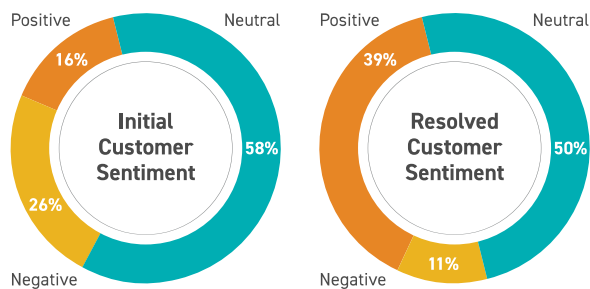 Positive
Neutral
16%
58%
26%
Initial
Customer
Sentiment
Negative
Positive
Neutral
39%
50%
11%
Resolved
Customer
Sentiment
Negative